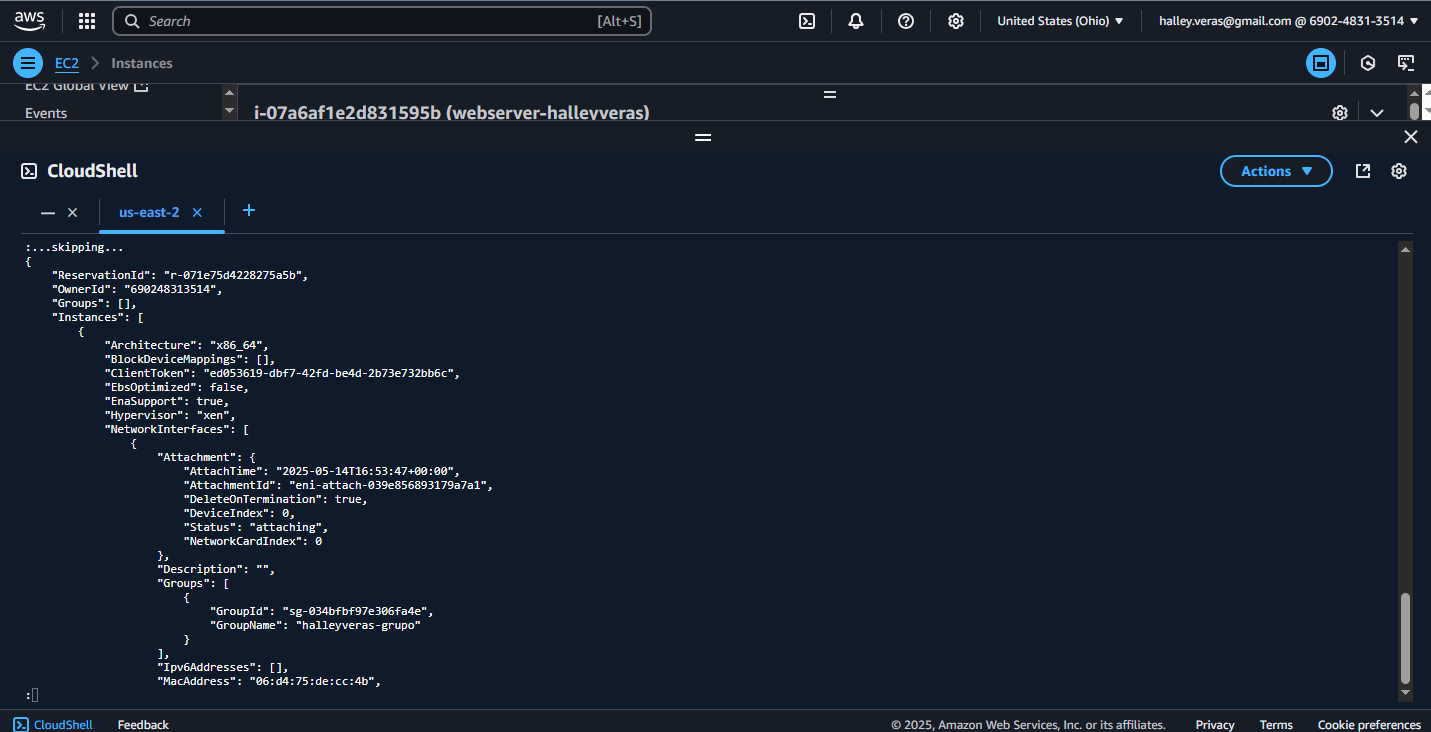 aws
Search [Alt+S] United States (Ohio) halley.veras@gmail.com @ 6902-4831-3514
EC2 Instances
EC2 Global View
Events
i-07a6af1e2d831595b (webserver-halleyveras)
CloudShell
Actions
us-east-2
:...skipping...
{
    "ReservationId": "r-071e75d4228275a5b",
    "OwnerId": "690248313514",
    "Groups": [],
    "Instances": [
        {
            "Architecture": "x86_64",
            "BlockDeviceMappings": [],
            "ClientToken": "ed053619-dbf7-42fd-be4d-2b73e732bb6c",
            "EbsOptimized": false,
            "EnaSupport": true,
            "Hypervisor": "xen",
            "NetworkInterfaces": [
                {
                    "Attachment": {
                        "AttachTime": "2025-05-14T16:53:47+00:00",
                        "AttachmentId": "eni-attach-039e856893179a7a1",
                        "DeleteOnTermination": true,
                        "DeviceIndex": 0,
                        "Status": "attaching",
                        "NetworkCardIndex": 0
                    },
                    "Description": "",
                    "Groups": [
                        {
                            "GroupId": "sg-034bfbf97e306fa4e",
                            "GroupName": "halleyveras-grupo"
                        }
                    ],
                    "Ipv6Addresses": [],
                    "MacAddress": "06:d4:75:de:cc:4b",
:
CloudShell Feedback © 2025, Amazon Web Services, Inc. or its affiliates. Privacy Terms Cookie preferences